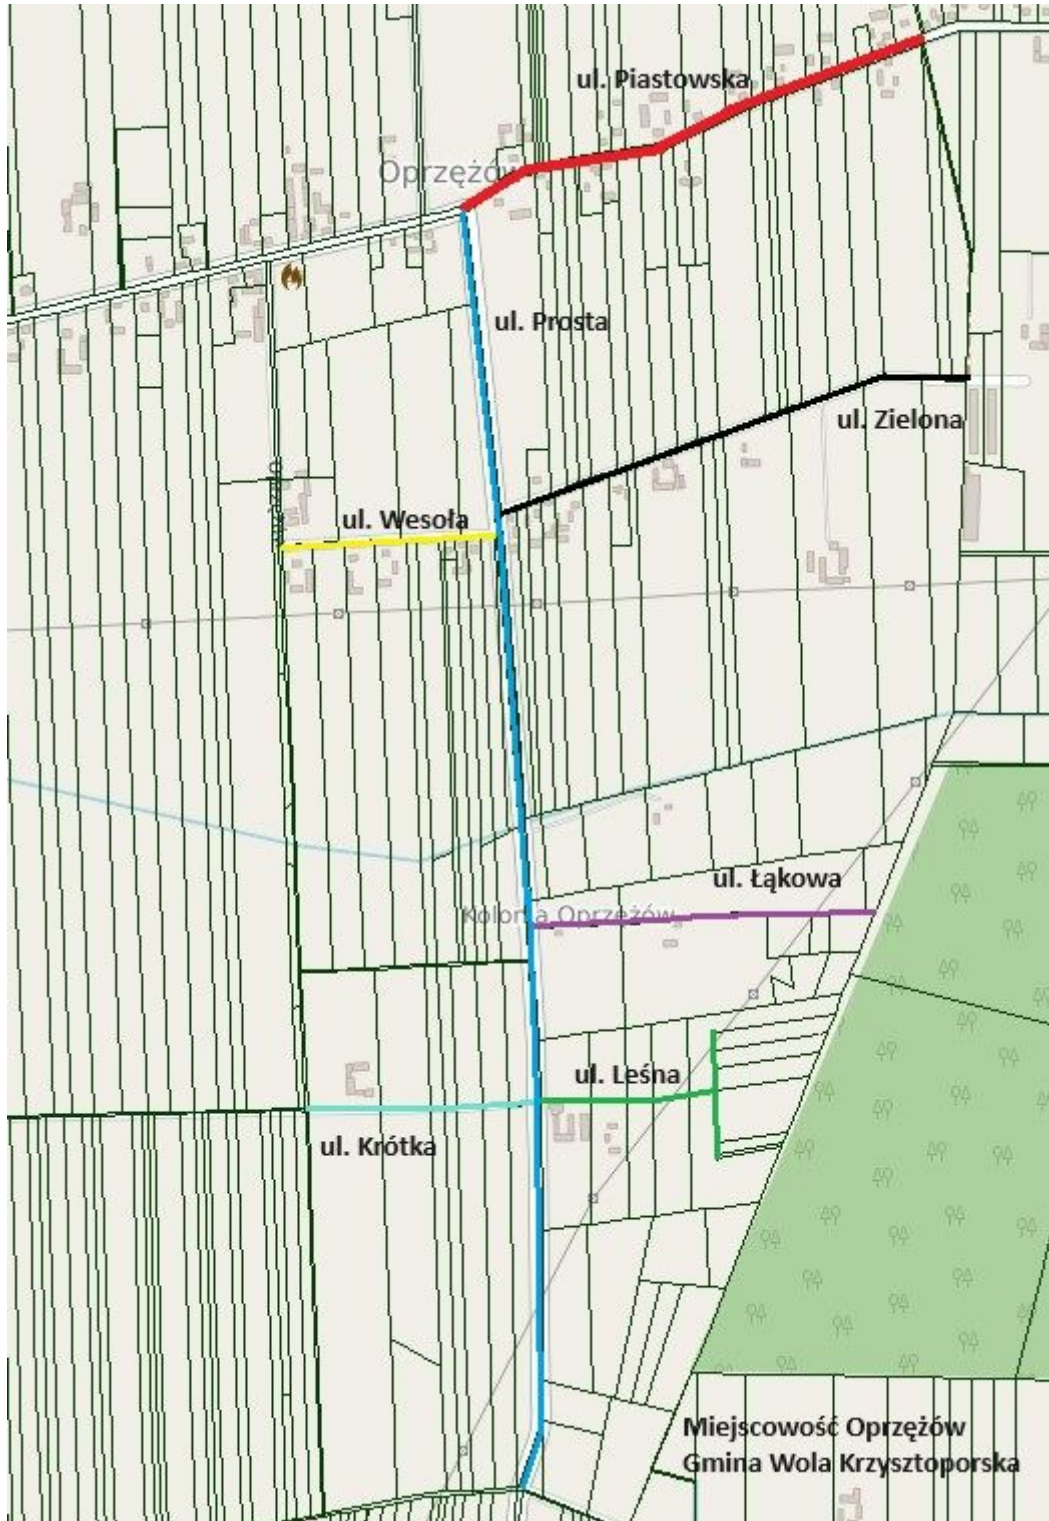 ul. Piastowska
Oprzężów
ul. Prosta
ul. Zielona
ul. Wesoła
ul. Łąkowa
Kolonia Oprzężów
ul. Leśna
ul. Krótka
Miejscowość Oprzężów
Gmina Wola Krzysztoporska